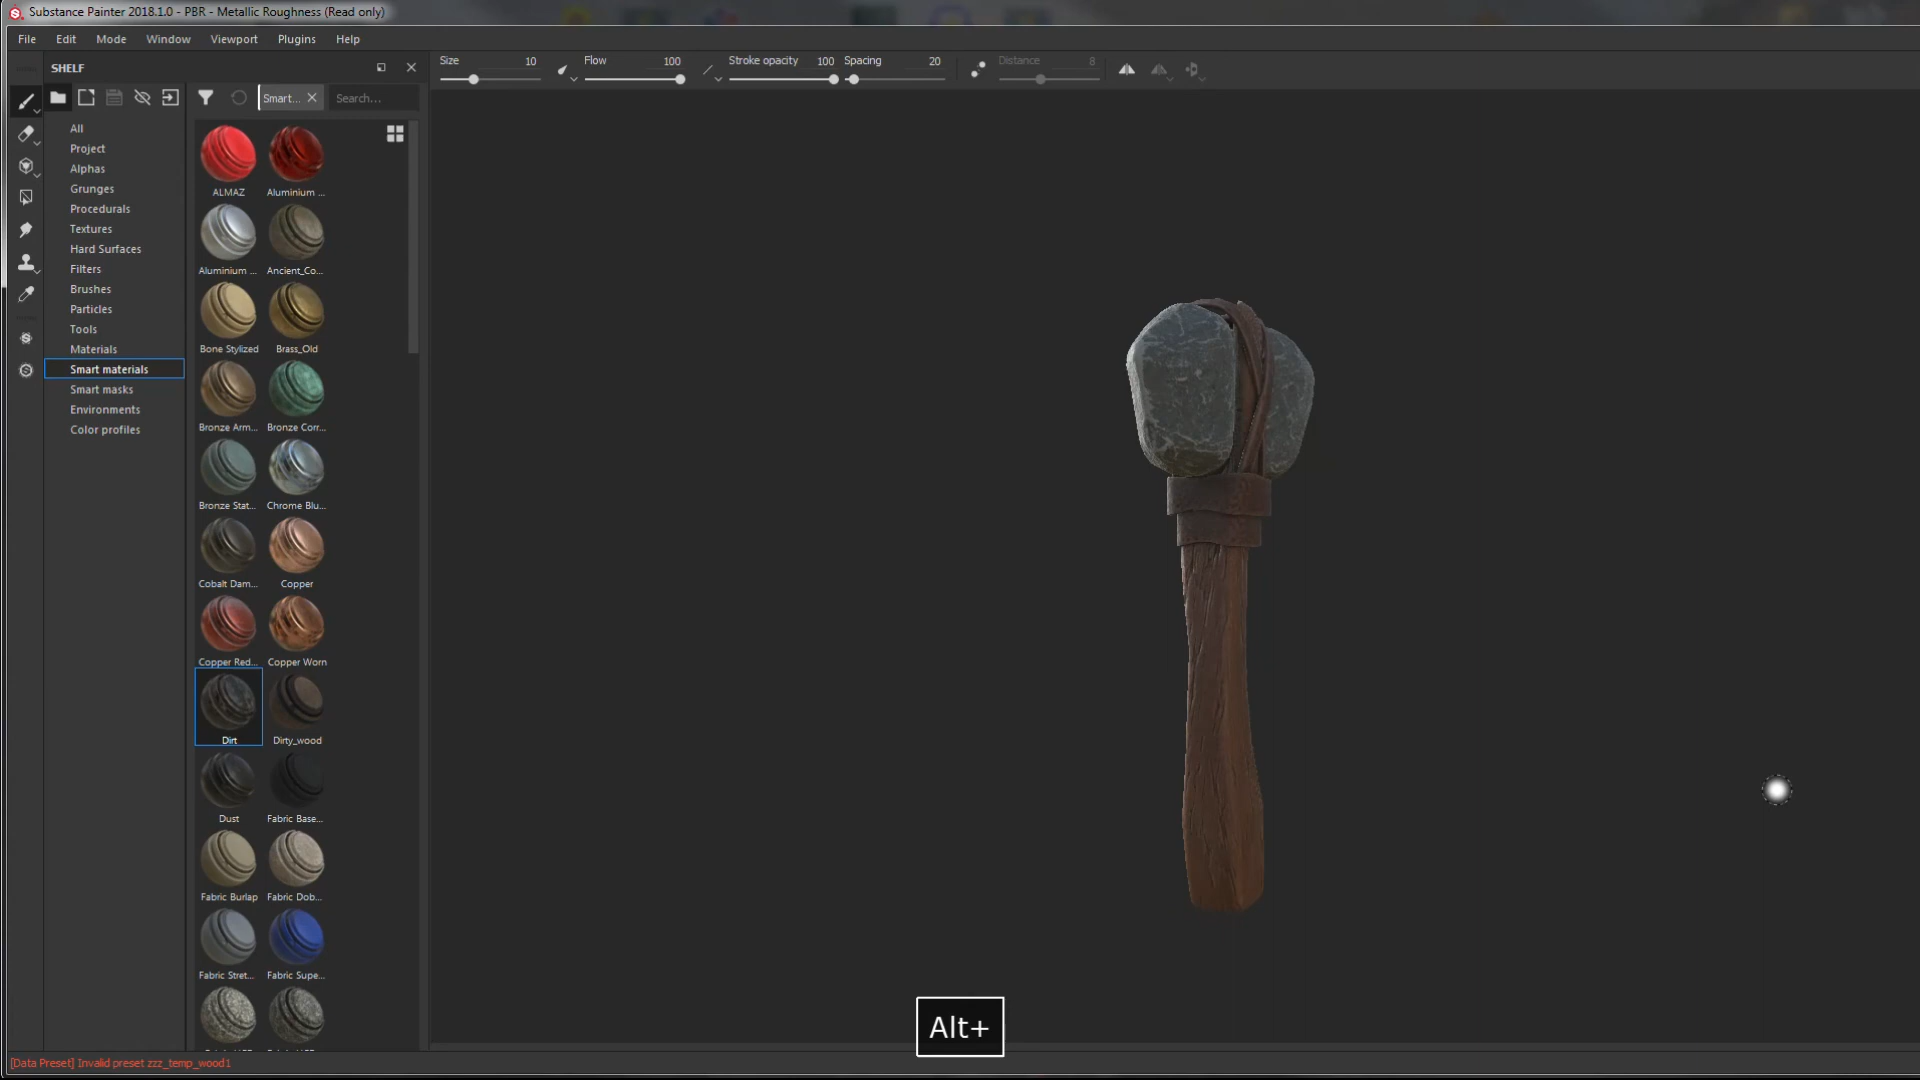 Substance Painter 2018.1.0 - PBR - Metallic Roughness (Read only)
File Edit Mode Window Viewport Plugins Help
SHELF
Size 10 Flow 100 Stroke opacity 100 Spacing 20 Distance 8
Smart... Search...
All
Project
Alphas
Grunges
Procedurals
Textures
Hard Surfaces
Filters
Brushes
Particles
Tools
Materials
Smart materials
Smart masks
Environments
Color profiles
ALMAZ Aluminium ...
Aluminium ... Ancient_Co...
Bone Stylized Brass_Old
Bronze Arm... Bronze Corr...
Bronze Stat... Chrome Blu...
Cobalt Dam... Copper
Copper Red... Copper Worn
Dirt Dirty_wood
Dust Fabric Base...
Fabric Burlap Fabric Dob...
Fabric Stret... Fabric Supe...
Alt+
[Data Preset] Invalid preset zzz_temp_wood1